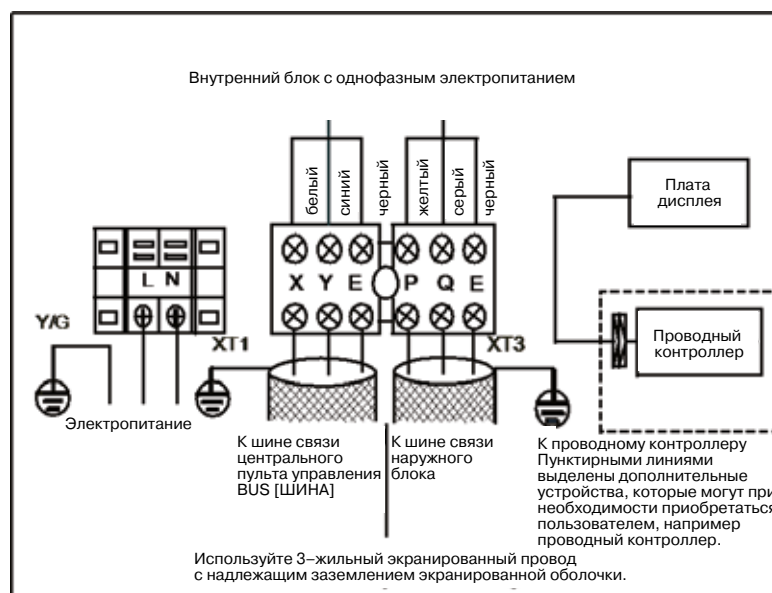 Внутренний блок с однофазным электропитанием
белый
синий
черный
желтый
серый
черный
Плата
дисплея
X Y E P Q E
L N
Y/G
XT1
XT3
Проводный
контроллер
Электропитание
К шине связи
центрального
пульта управления
BUS [ШИНА]
К шине связи
наружного
блока
К проводному контроллеру
Пунктирными линиями
выделены дополнительные
устройства, которые могут при
необходимости приобретаться
пользователем, например
проводный контроллер.
Используйте 3–жильный экранированный провод
с надлежащим заземлением экранированной оболочки.